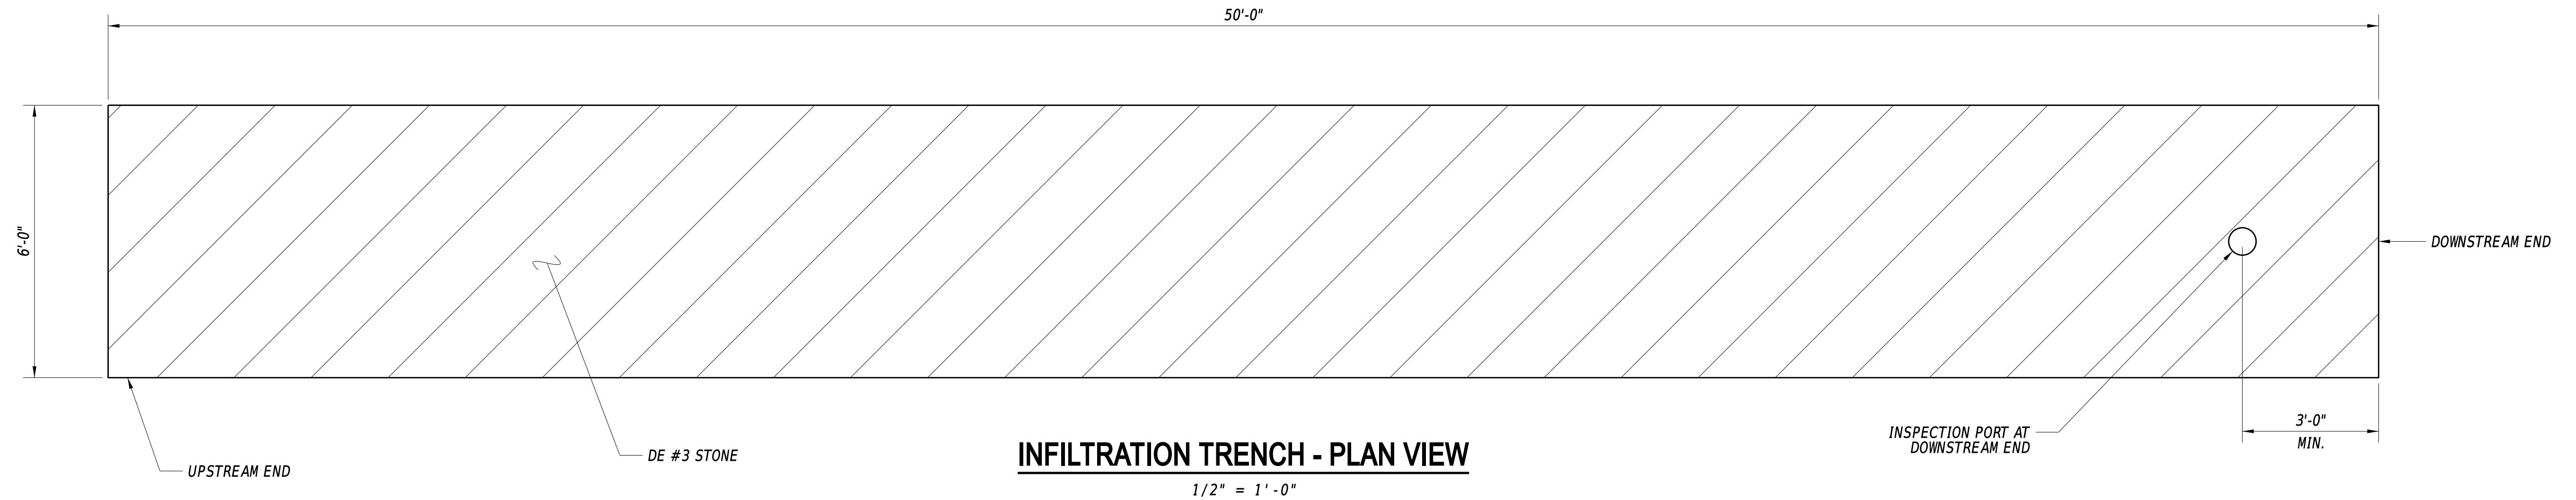 50'-0"
6'-0"
DOWNSTREAM END
3'-0"
MIN.
INSPECTION PORT AT
DOWNSTREAM END
DE #3 STONE
UPSTREAM END
INFILTRATION TRENCH - PLAN VIEW
1/2" = 1'-0"